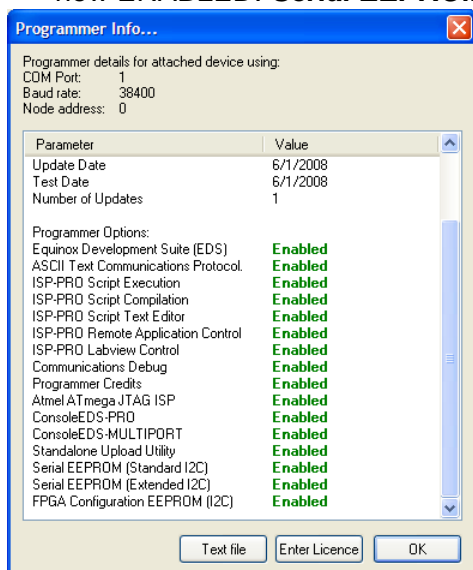 now ENABLED: Serial EEPROM
Programmer Info...
Programmer details for attached device using:
COM Port: 1
Baud rate: 38400
Node address: 0
Parameter Value
Update Date 6/1/2008
Test Date 6/1/2008
Number of Updates 1
Programmer Options:
Equinox Development Suite (EDS) Enabled
ASCII Text Communications Protocol. Enabled
ISP-PRO Script Execution Enabled
ISP-PRO Script Compilation Enabled
ISP-PRO Script Text Editor Enabled
ISP-PRO Remote Application Control Enabled
ISP-PRO Labview Control Enabled
Communications Debug Enabled
Programmer Credits Enabled
Atmel ATmega JTAG ISP Enabled
ConsoleEDS-PRO Enabled
ConsoleEDS-MULTIPORT Enabled
Standalone Upload Utility Enabled
Serial EEPROM (Standard I2C) Enabled
Serial EEPROM (Extended I2C) Enabled
FPGA Configuration EEPROM (I2C) Enabled
Text file Enter Licence OK